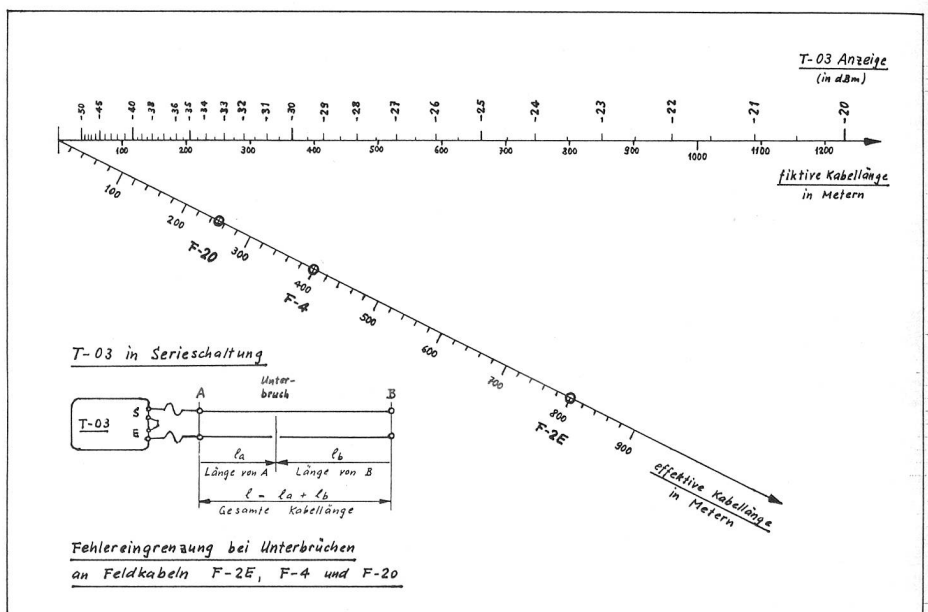 T-03 Anzeige
(in dBm)
-50 -45 -40 -38 -36 -35 -34 -33 -32 -31 -30 -29 -28 -27 -26 -25 -24 -23 -22 -21 -20
100 200 300 400 500 600 700 800 900 1000 1100 1200
fiktive Kabellänge
in Metern
100
200
F-20
300
400
F-4
500
600
700
800
F-2E
900
effektive Kabellänge
in Metern
T-03 in Serieschaltung
Unter-
bruch
A B
T-03 S
E
la lb
Länge von A Länge von B
l = la + lb
Gesamte Kabellänge
Fehlereingrenzung bei Unterbrüchen
an Feldkabeln F-2E, F-4 und F-20